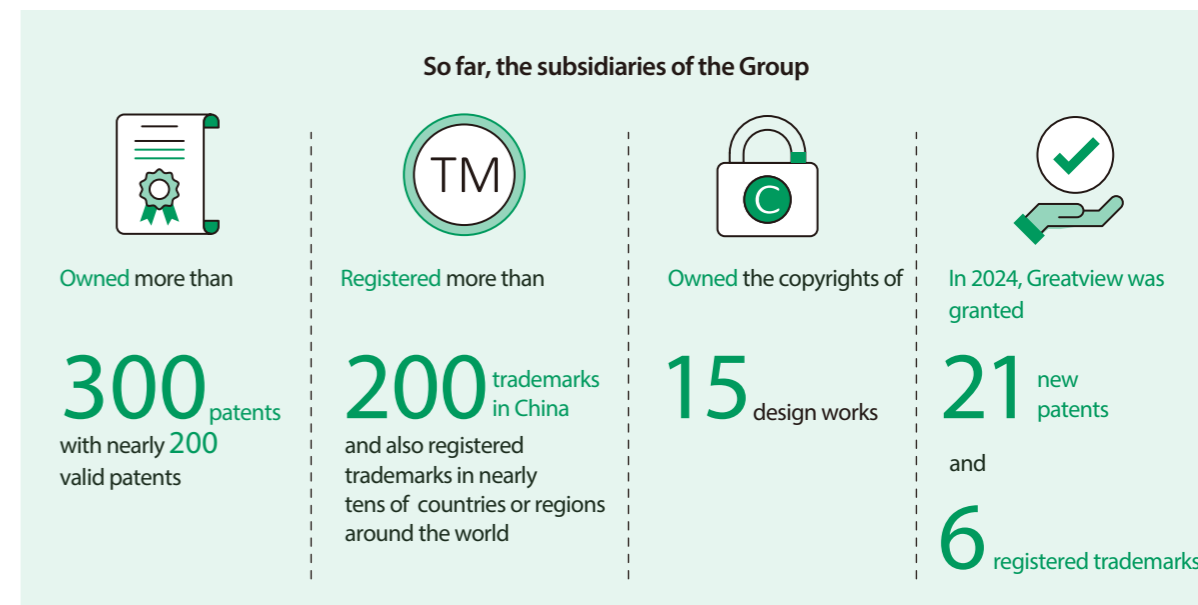 So far, the subsidiaries of the Group
TM
C
Owned more than
300 patents
with nearly 200
valid patents
Registered more than
200 trademarks
in China
and also registered
trademarks in nearly
tens of countries or regions
around the world
Owned the copyrights of
15 design works
In 2024, Greatview was
granted
21 new
patents
and
6 registered trademarks